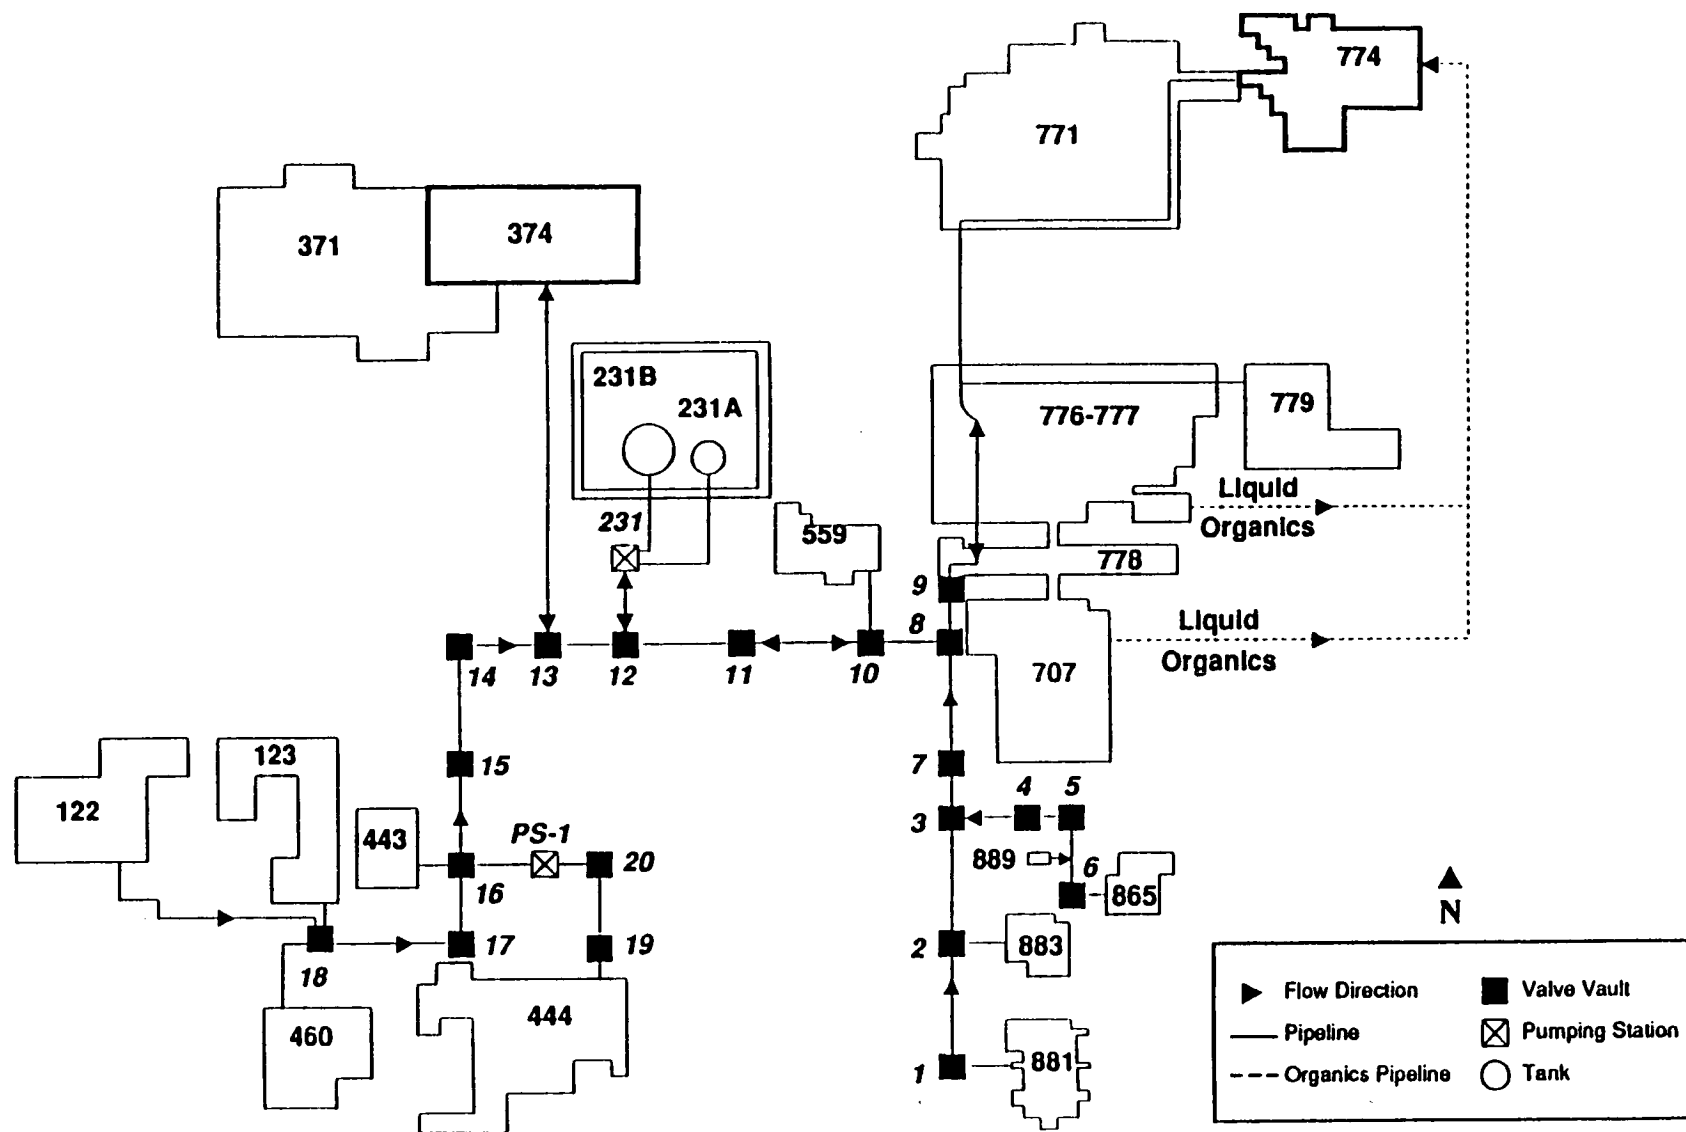 774
771
371
374
231B
231A
776-777
779
Liquid
Organics
231
559
778
9
8
Liquid
Organics
14
13
12
11
10
707
123
15
7
122
4
5
443
PS-1
3
20
889
6
16
865
19
17
2
883
18
444
460
881
1
N
Flow Direction
Valve Vault
Pipeline
Pumping Station
Organics Pipeline
Tank